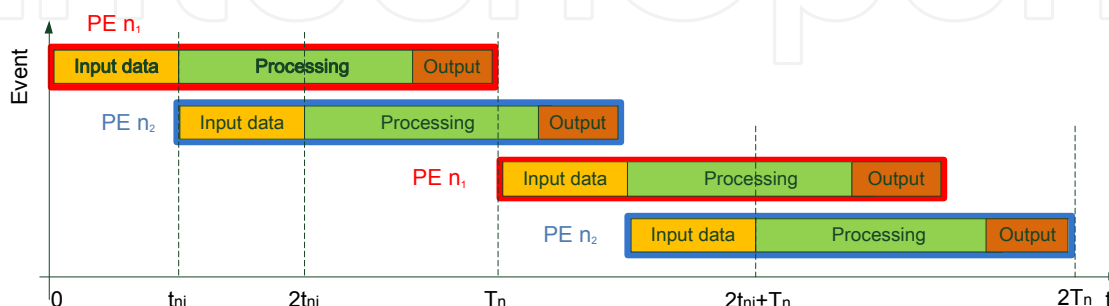 PE n₁
Event
Input data Processing Output
PE n₂
Input data Processing Output
PE n₁
Input data Processing Output
PE n₂
Input data Processing Output
0 tₙᵢ 2tₙᵢ Tₙ 2tₙᵢ+Tₙ 2Tₙ t